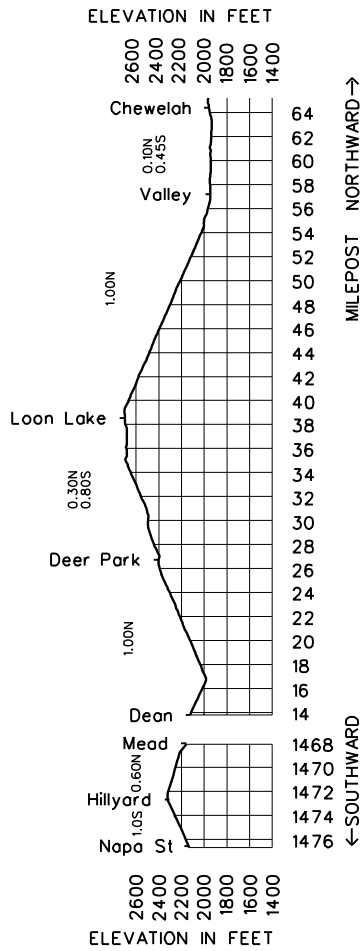 ELEVATION IN FEET
2600 2400 2200 2000 1800 1600 1400
Chewelah
64
62
0.10N
0.45S
60
58
Valley
56
54
52
50
1.00N
48
46
44
42
40
Loon Lake
38
36
34
0.30N
0.80S
32
30
28
Deer Park
26
24
22
1.00N
20
18
16
Dean
14
MILEPOST NORTHWARD→
Mead
1468
1470
0.60N
1472
Hillyard
1474
1.0S
Napa St
1476
←SOUTHWARD
2600 2400 2200 2000 1800 1600 1400
ELEVATION IN FEET